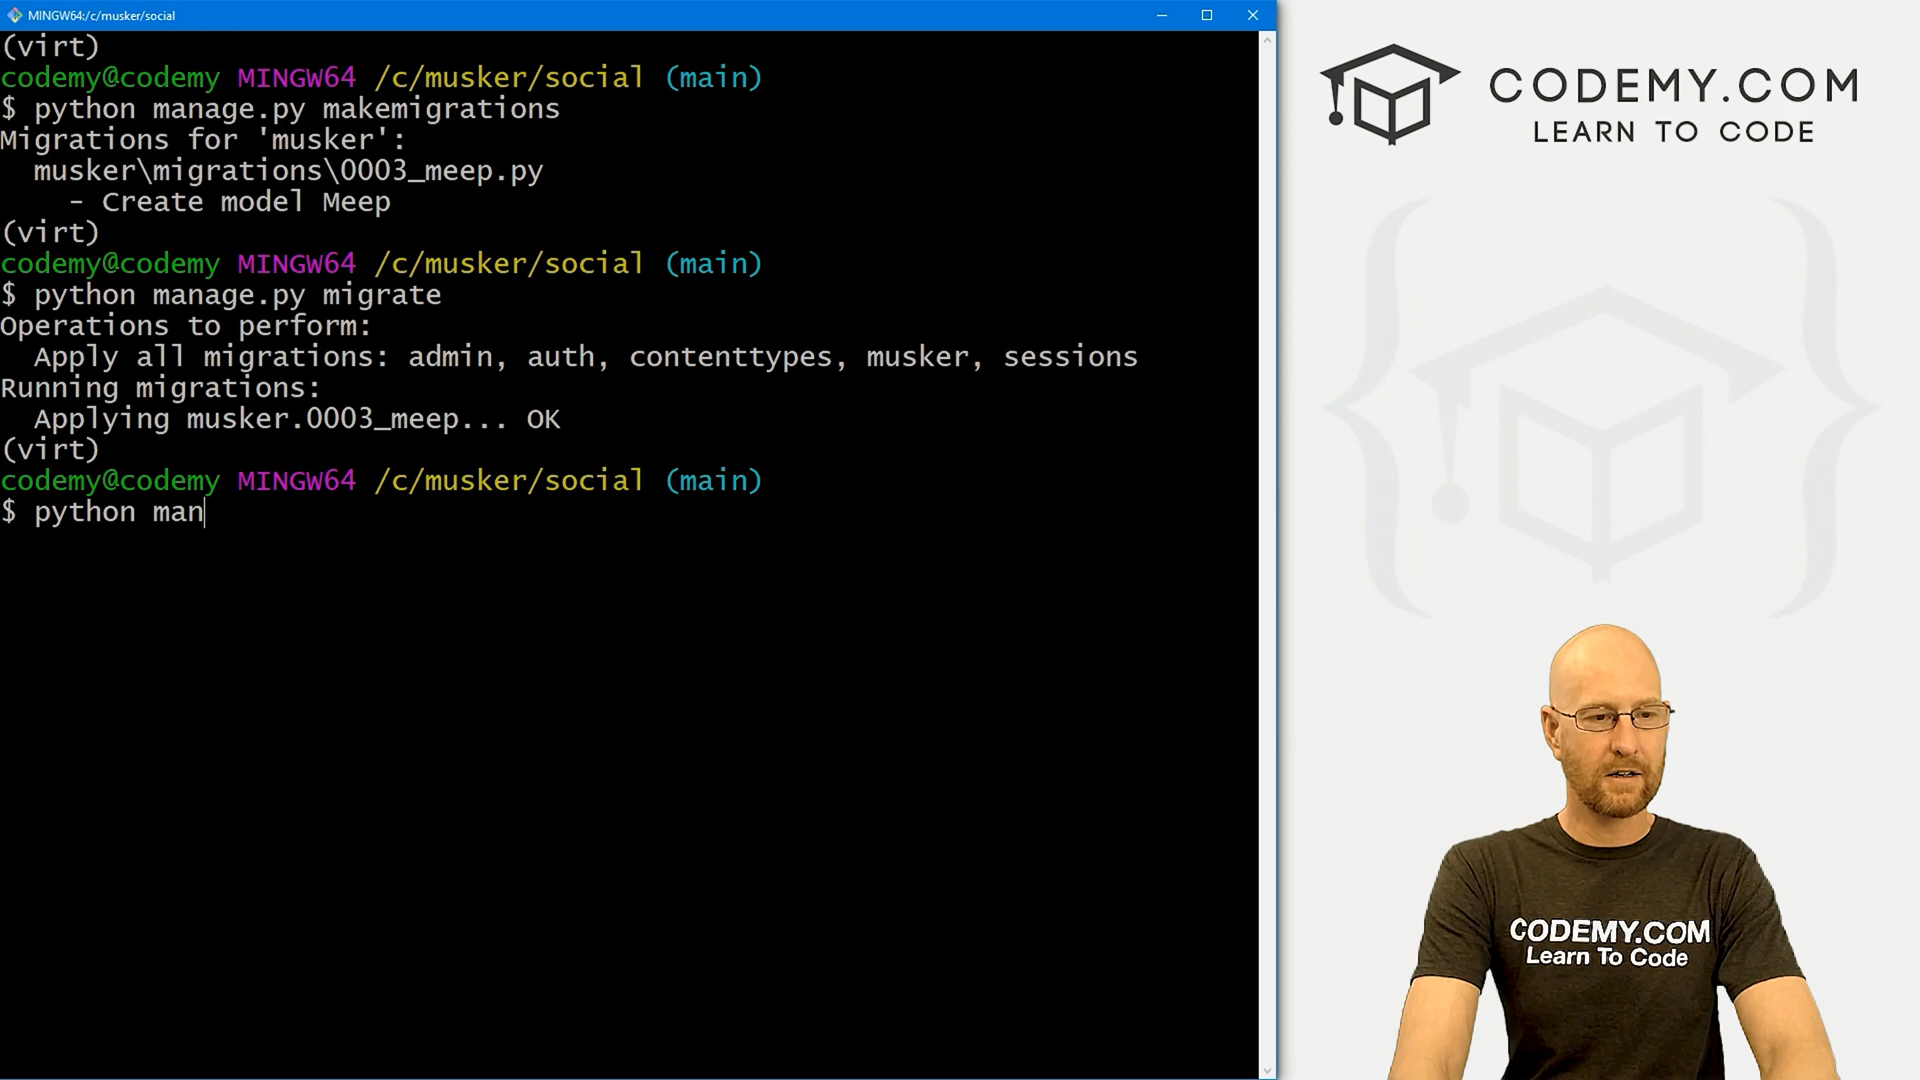 MINGW64:/c/musker/social
(virt)
codemy@codemy MINGW64 /c/musker/social (main)
$ python manage.py makemigrations
Migrations for 'musker':
  musker\migrations\0003_meep.py
    - Create model Meep
(virt)
codemy@codemy MINGW64 /c/musker/social (main)
$ python manage.py migrate
Operations to perform:
  Apply all migrations: admin, auth, contenttypes, musker, sessions
Running migrations:
  Applying musker.0003_meep... OK
(virt)
codemy@codemy MINGW64 /c/musker/social (main)
$ python man
CODEMY.COM
LEARN TO CODE
CODEMY.COM
Learn To Code